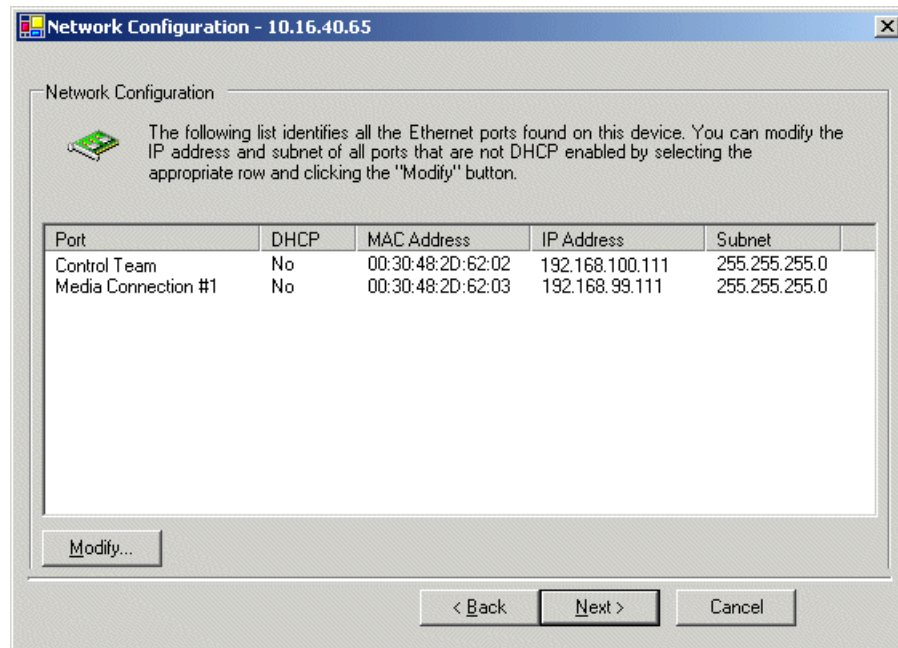 Network Configuration - 10.16.40.65
Network Configuration
The following list identifies all the Ethernet ports found on this device. You can modify the
IP address and subnet of all ports that are not DHCP enabled by selecting the
appropriate row and clicking the "Modify" button.
Port DHCP MAC Address IP Address Subnet
Control Team No 00:30:48:2D:62:02 192.168.100.111 255.255.255.0
Media Connection #1 No 00:30:48:2D:62:03 192.168.99.111 255.255.255.0
Modify...
< Back Next > Cancel